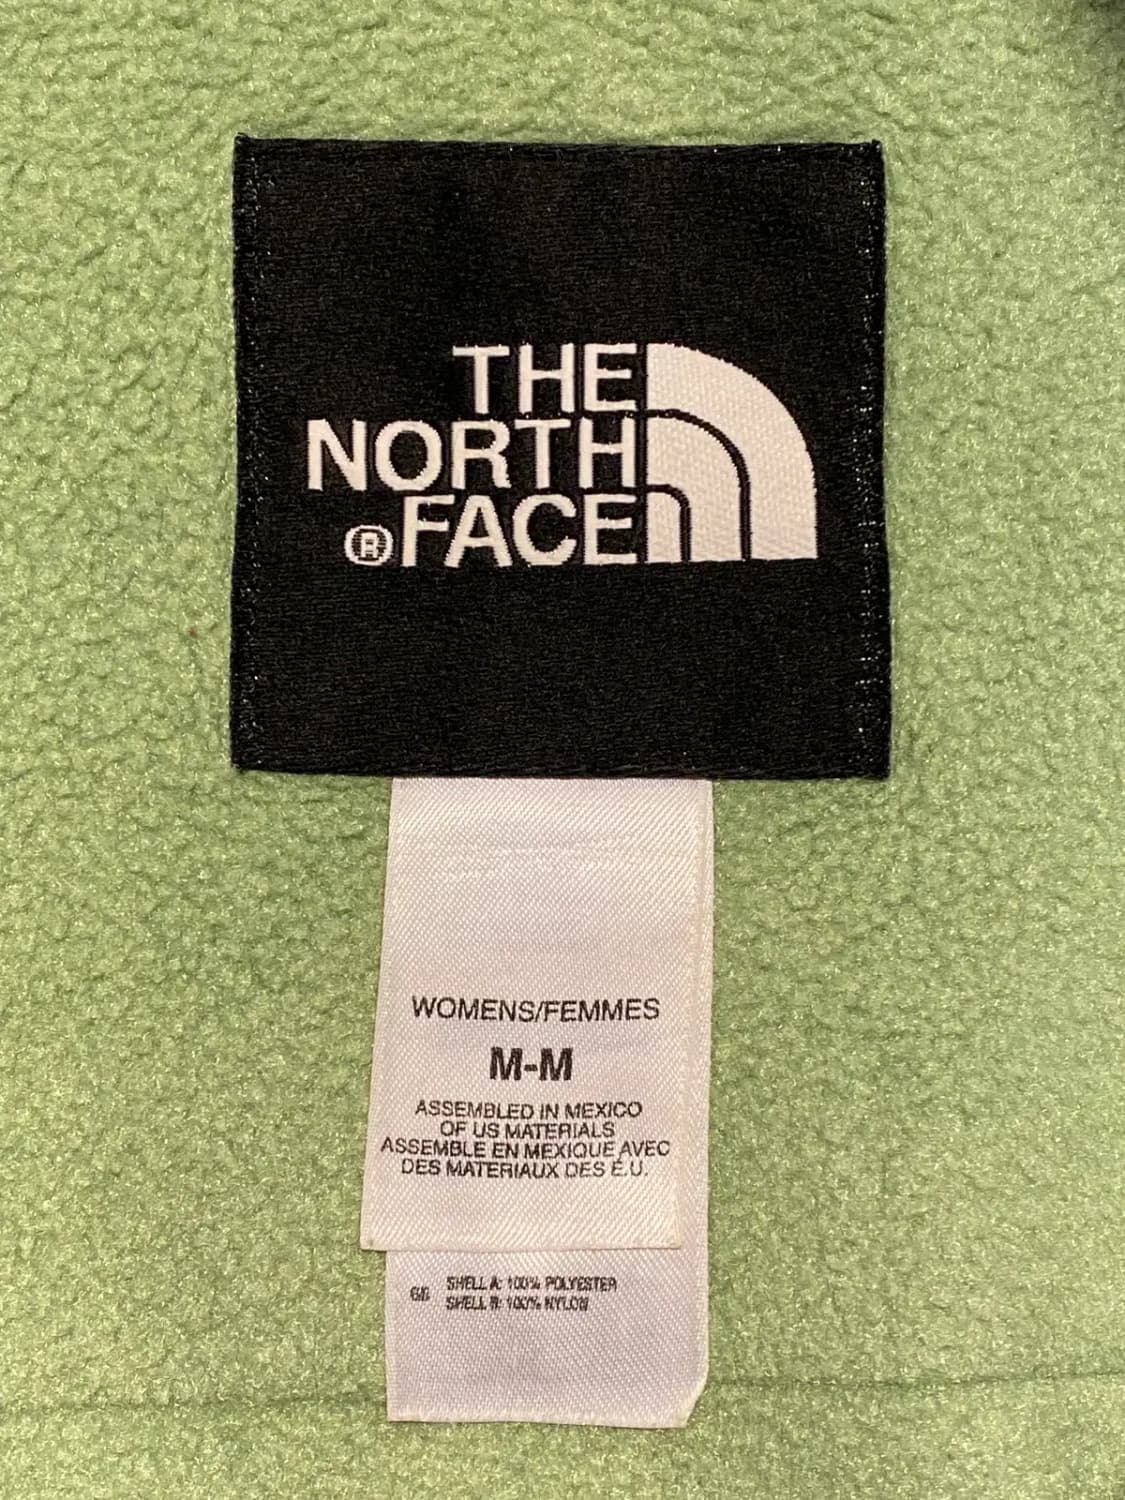 THE
NORTH
®FACE
WOMENS/FEMMES
M-M
ASSEMBLED IN MEXICO
OF US MATERIALS
ASSEMBLE EN MEXIQUE AVEC
DES MATERIAUX DES É.U.
SHELL A: 100% POLYESTER
SHELL B: 100% NYLON